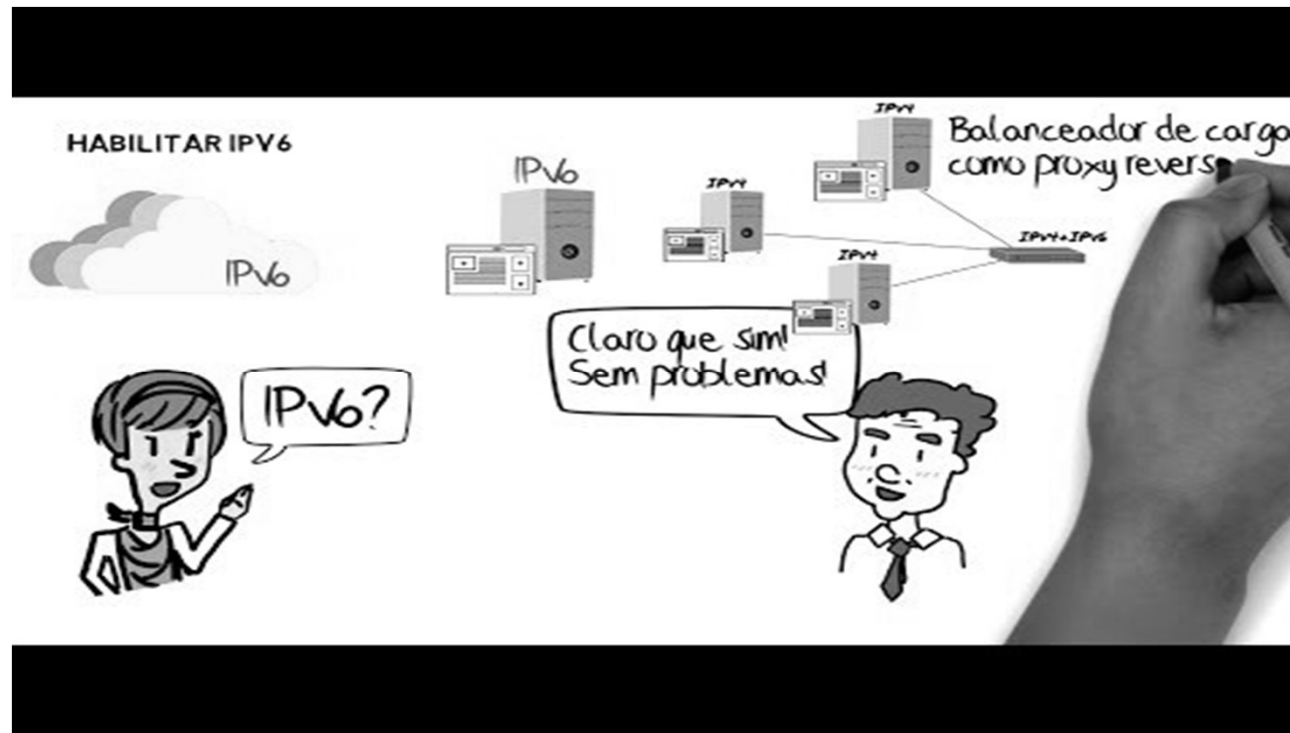 HABILITAR IPV6
IPv6
IPv6
IPv4
IPv4
IPv4
IPv4+IPv6
Balanceador de carga
como proxy revers
IPv6?
Claro que sim!
Sem problemas!